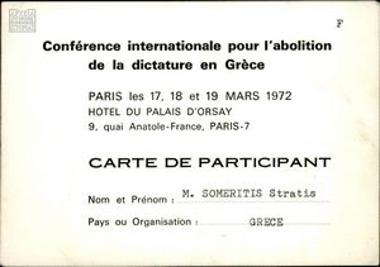 F
Conférence internationale pour l'abolition
de la dictature en Grèce
PARIS les 17, 18 et 19 MARS 1972
HOTEL DU PALAIS D'ORSAY
9, quai Anatole-France, PARIS-7
CARTE DE PARTICIPANT
Nom et Prénom : M. SOMERITIS Stratis
Pays ou Organisation : GRECE